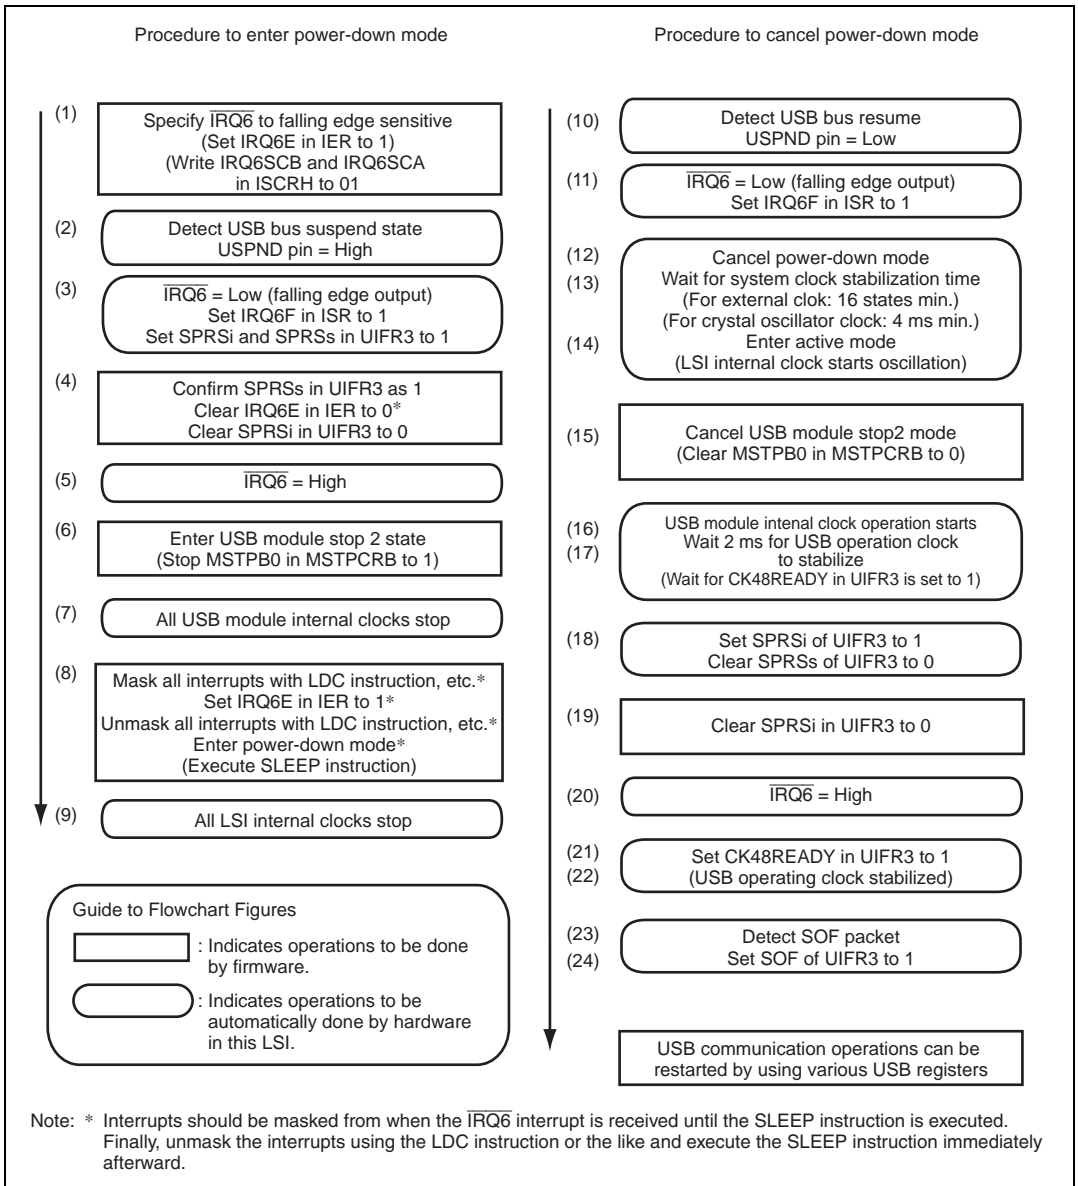 Procedure to enter power-down mode
(1)
Specify IRQ6 to falling edge sensitive
(Set IRQ6E in IER to 1)
(Write IRQ6SCB and IRQ6SCA
in ISCRH to 01
(2)
Detect USB bus suspend state
USPND pin = High
(3)
IRQ6 = Low (falling edge output)
Set IRQ6F in ISR to 1
Set SPRSi and SPRSs in UIFR3 to 1
(4)
Confirm SPRSs in UIFR3 as 1
Clear IRQ6E in IER to 0*
Clear SPRSi in UIFR3 to 0
(5)
IRQ6 = High
(6)
Enter USB module stop 2 state
(Stop MSTPB0 in MSTPCRB to 1)
(7)
All USB module internal clocks stop
(8)
Mask all interrupts with LDC instruction, etc.*
Set IRQ6E in IER to 1*
Unmask all interrupts with LDC instruction, etc.*
Enter power-down mode*
(Execute SLEEP instruction)
(9)
All LSI internal clocks stop
Guide to Flowchart Figures
: Indicates operations to be done
by firmware.
: Indicates operations to be
automatically done by hardware
in this LSI.
Procedure to cancel power-down mode
(10)
Detect USB bus resume
USPND pin = Low
(11)
IRQ6 = Low (falling edge output)
Set IRQ6F in ISR to 1
(12)
Cancel power-down mode
(13)
Wait for system clock stabilization time
(For external clok: 16 states min.)
(For crystal oscillator clock: 4 ms min.)
(14)
Enter active mode
(LSI internal clock starts oscillation)
(15)
Cancel USB module stop2 mode
(Clear MSTPB0 in MSTPCRB to 0)
(16)
USB module intenal clock operation starts
(17)
Wait 2 ms for USB operation clock
to stabilize
(Wait for CK48READY in UIFR3 is set to 1)
(18)
Set SPRSi of UIFR3 to 1
Clear SPRSs of UIFR3 to 0
(19)
Clear SPRSi in UIFR3 to 0
(20)
IRQ6 = High
(21)
Set CK48READY in UIFR3 to 1
(22)
(USB operating clock stabilized)
(23)
Detect SOF packet
(24)
Set SOF of UIFR3 to 1
USB communication operations can be
restarted by using various USB registers
Note: * Interrupts should be masked from when the IRQ6 interrupt is received until the SLEEP instruction is executed.
Finally, unmask the interrupts using the LDC instruction or the like and execute the SLEEP instruction immediately
afterward.